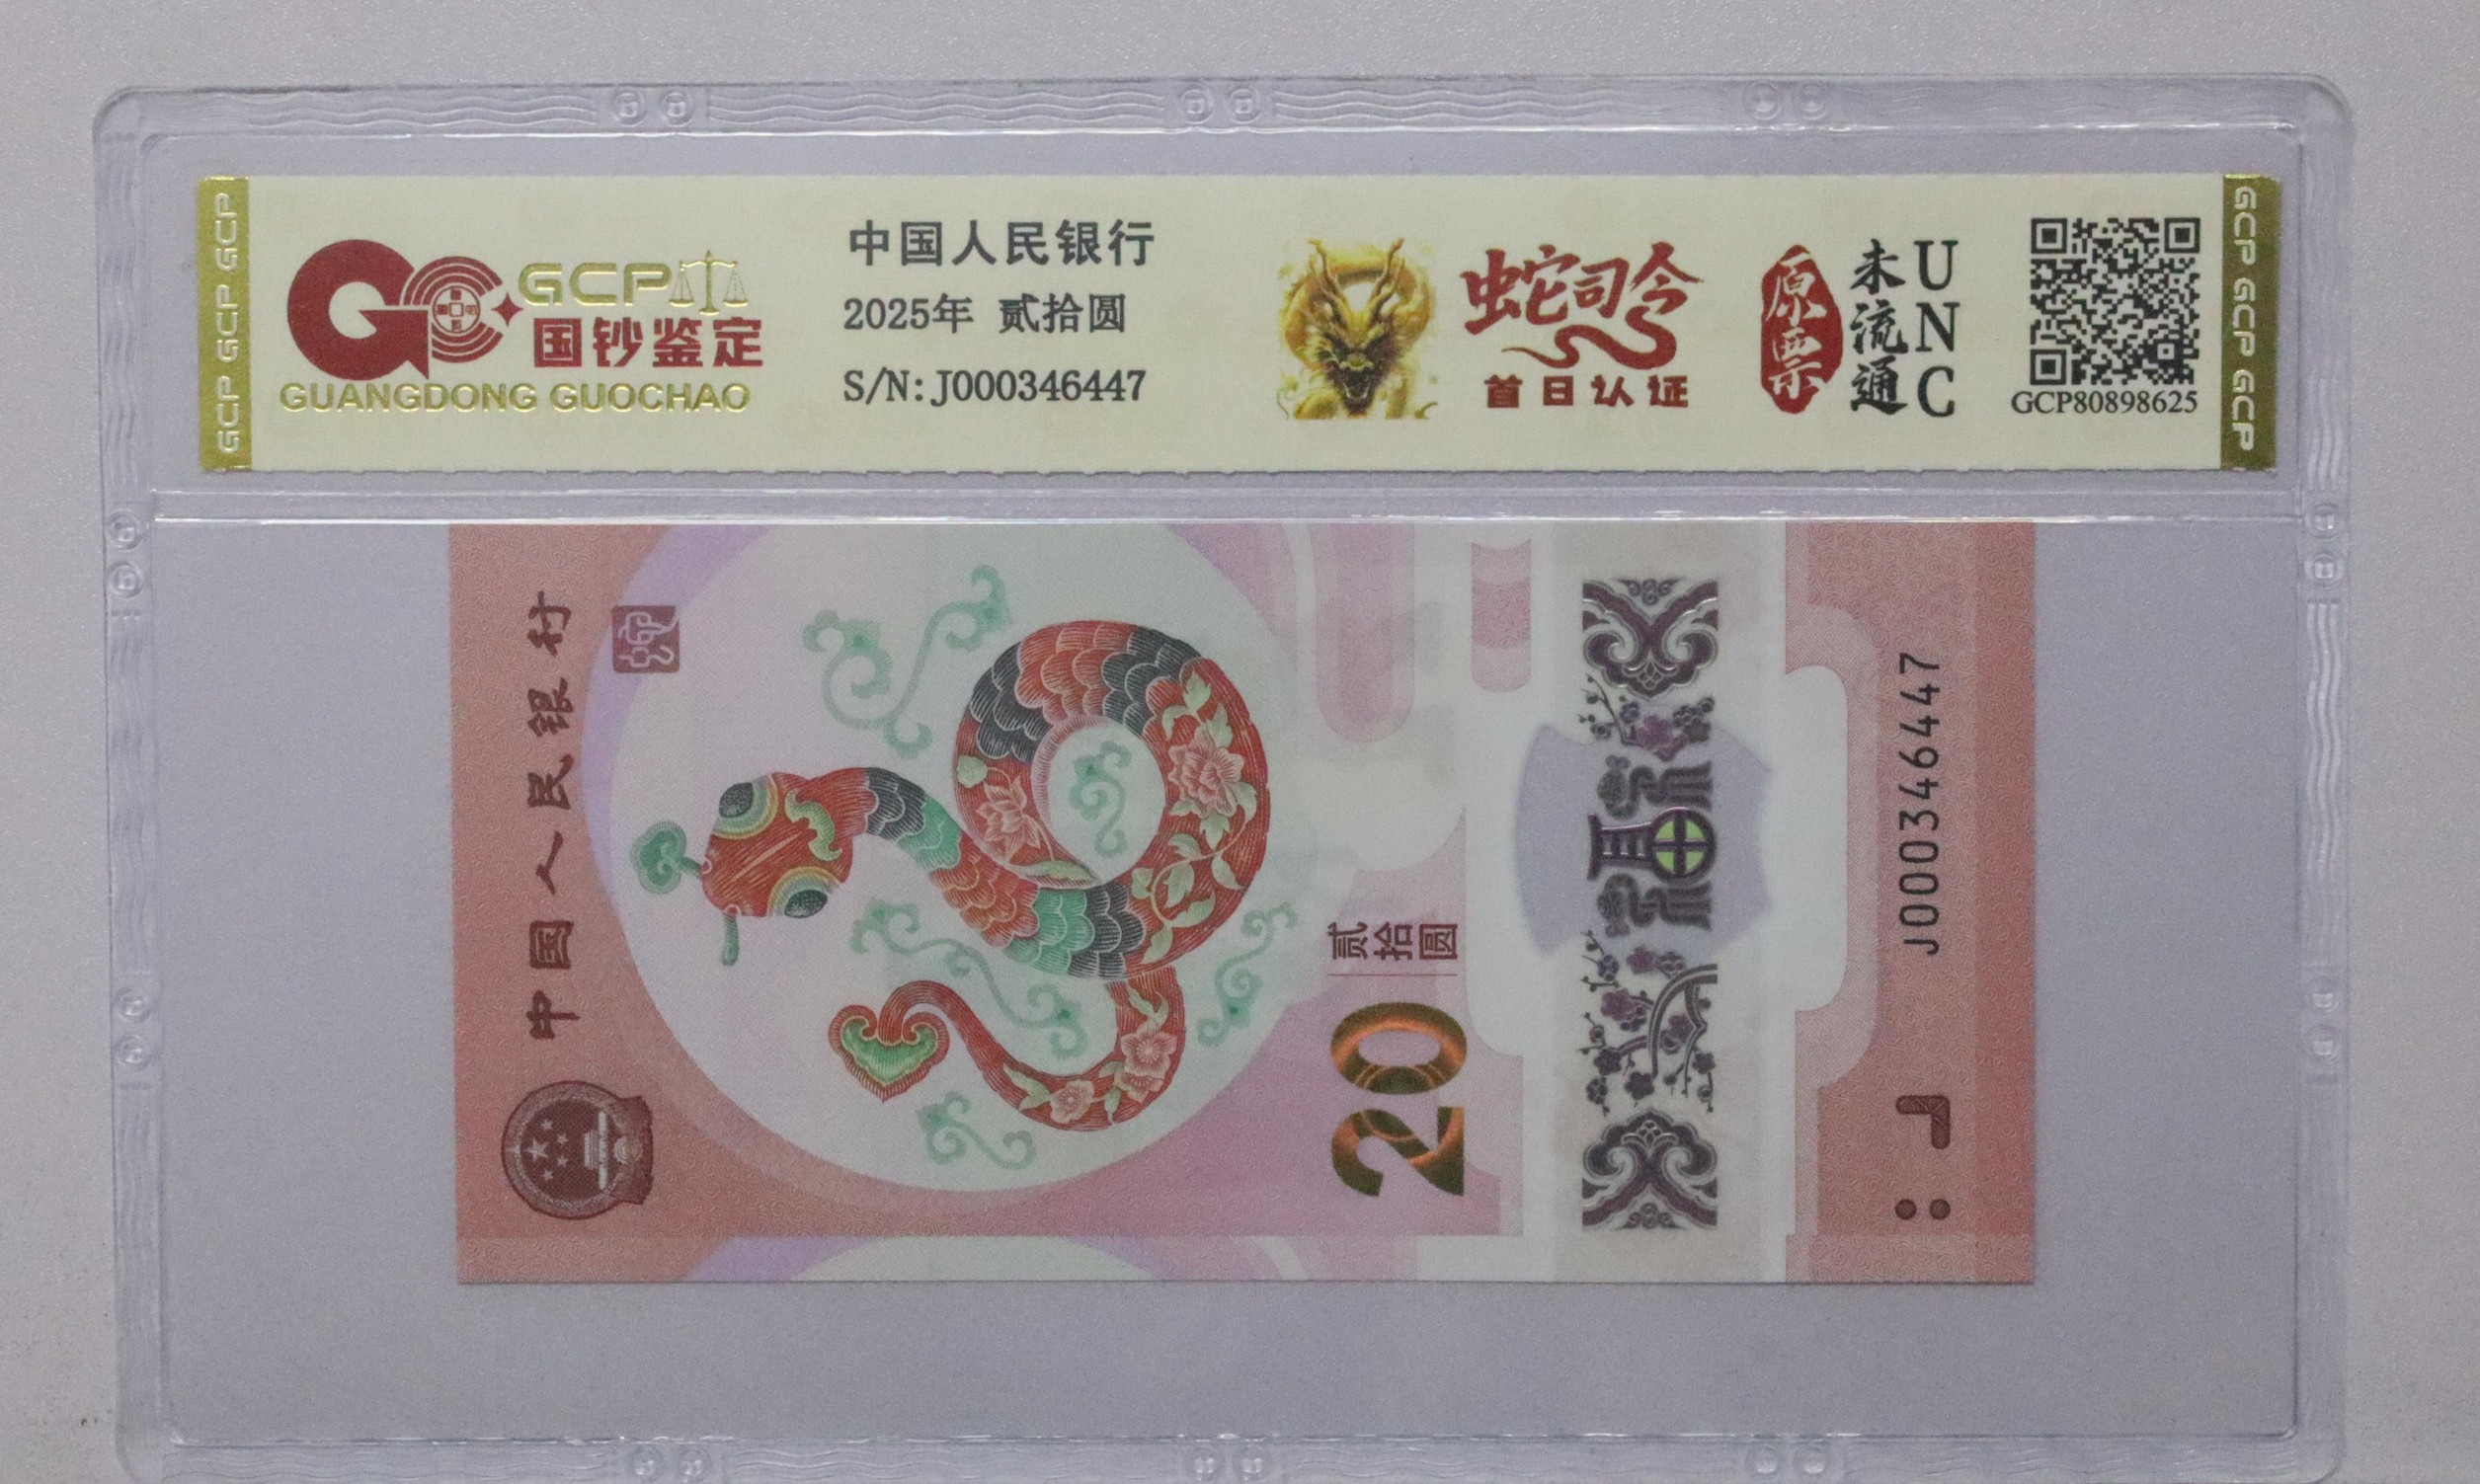 GCP GCP GCP
GCP
国钞鉴定
GUANGDONG GUOCHAO
中国人民银行
2025年 贰拾圆
S/N: J000346447
蛇司令
首日认证
原票
未流通
UNC
GCP80898625
GCP GCP GCP
中国人民银行
20
贰拾圆
福
J000346447
J